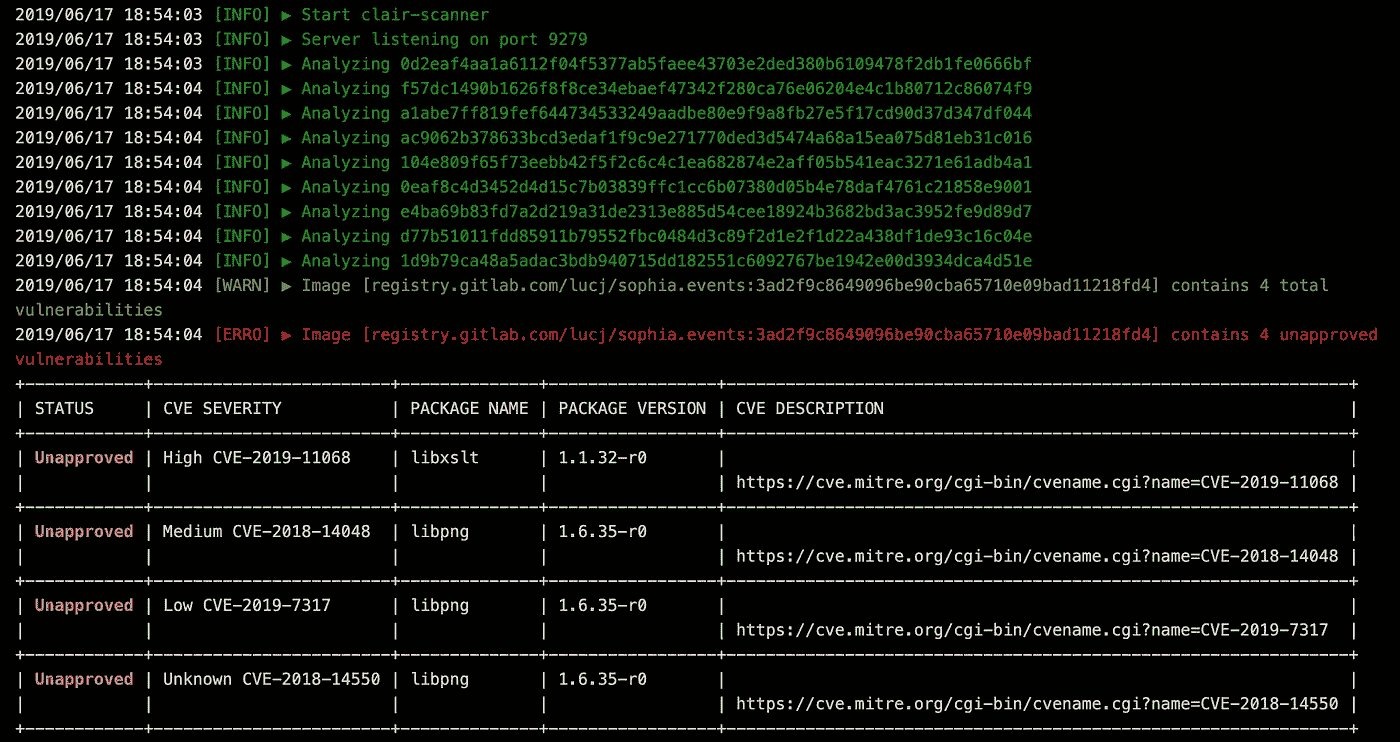 2019/06/17 18:54:03 [INFO] ▶ Start clair-scanner
2019/06/17 18:54:03 [INFO] ▶ Server listening on port 9279
2019/06/17 18:54:03 [INFO] ▶ Analyzing 0d2eaf4aa1a6112f04f5377ab5faee43703e2ded380b6109478f2db1fe0666bf
2019/06/17 18:54:04 [INFO] ▶ Analyzing f57dc1490b1626f8f8ce34ebaef47342f280ca76e06204e4c1b80712c86074f9
2019/06/17 18:54:04 [INFO] ▶ Analyzing a1abe7ff819fef644734533249aadbe80e9f9a8fb27e5f17cd90d37d347df044
2019/06/17 18:54:04 [INFO] ▶ Analyzing ac9062b378633bcd3edaf1f9c9e271770ded3d5474a68a15ea075d81eb31c016
2019/06/17 18:54:04 [INFO] ▶ Analyzing 104e809f65f73eebb42f5f2c6c4c1ea682874e2aff05b541eac3271e61adb4a1
2019/06/17 18:54:04 [INFO] ▶ Analyzing 0eaf8c4d3452d4d15c7b03839ffc1cc6b07380d05b4e78daf4761c21858e9001
2019/06/17 18:54:04 [INFO] ▶ Analyzing e4ba69b83fd7a2d219a31de2313e885d54cee18924b3682bd3ac3952fe9d89d7
2019/06/17 18:54:04 [INFO] ▶ Analyzing d77b51011fdd85911b79552fbc0484d3c89f2d1e2f1d22a438df1de93c16c04e
2019/06/17 18:54:04 [INFO] ▶ Analyzing 1d9b79ca48a5adac3bdb940715dd182551c6092767be1942e00d3934dca4d51e
2019/06/17 18:54:04 [WARN] ▶ Image [registry.gitlab.com/lucj/sophia.events:3ad2f9c8649096be90cba65710e09bad11218fd4] contains 4 total
vulnerabilities
2019/06/17 18:54:04 [ERRO] ▶ Image [registry.gitlab.com/lucj/sophia.events:3ad2f9c8649096be90cba65710e09bad11218fd4] contains 4 unapproved
vulnerabilities
| STATUS | CVE SEVERITY | PACKAGE NAME | PACKAGE VERSION | CVE DESCRIPTION |
| Unapproved | High CVE-2019-11068 | libxslt | 1.1.32-r0 | |
| | | | | https://cve.mitre.org/cgi-bin/cvename.cgi?name=CVE-2019-11068 |
| Unapproved | Medium CVE-2018-14048 | libpng | 1.6.35-r0 | |
| | | | | https://cve.mitre.org/cgi-bin/cvename.cgi?name=CVE-2018-14048 |
| Unapproved | Low CVE-2019-7317 | libpng | 1.6.35-r0 | |
| | | | | https://cve.mitre.org/cgi-bin/cvename.cgi?name=CVE-2019-7317 |
| Unapproved | Unknown CVE-2018-14550 | libpng | 1.6.35-r0 | |
| | | | | https://cve.mitre.org/cgi-bin/cvename.cgi?name=CVE-2018-14550 |